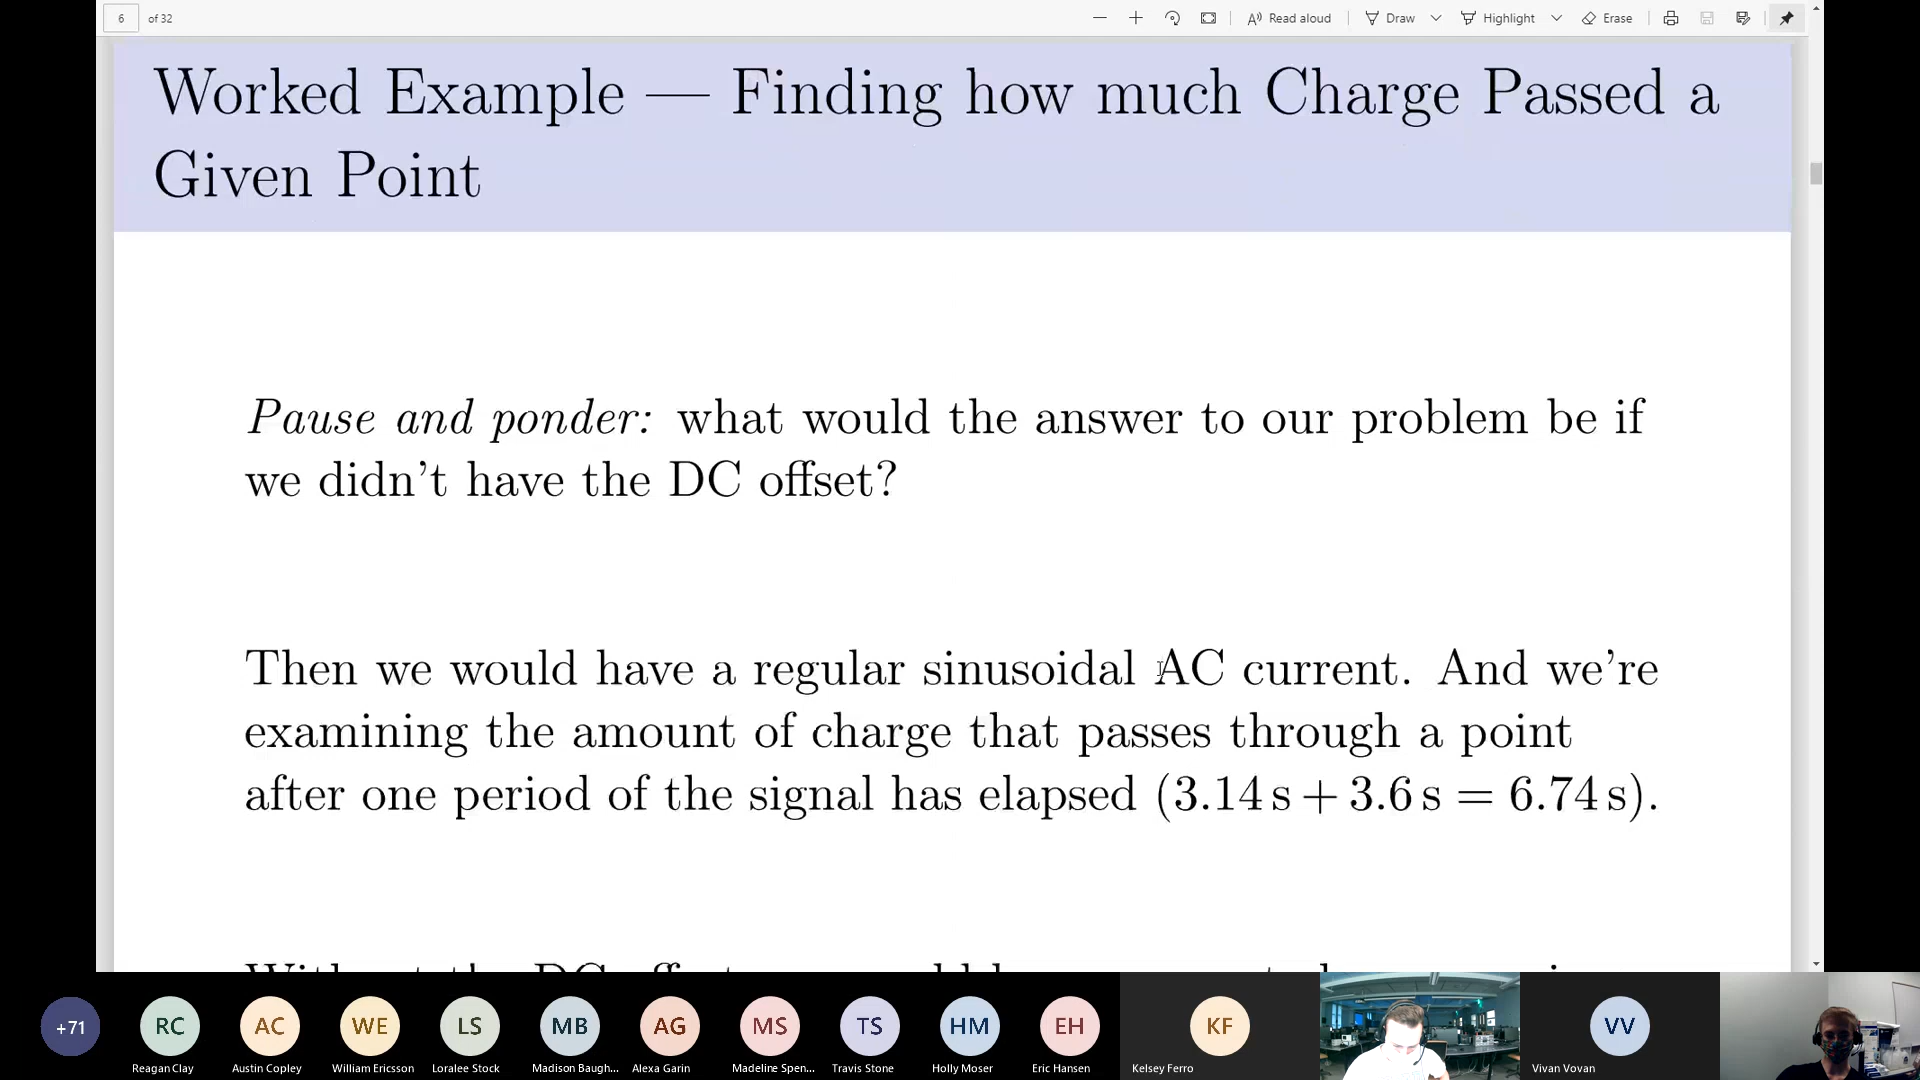 6 of 32 Read aloud Draw Highlight Erase
Worked Example — Finding how much Charge Passed a
Given Point
Pause and ponder: what would the answer to our problem be if
we didn't have the DC offset?
Then we would have a regular sinusoidal AC current. And we're
examining the amount of charge that passes through a point
after one period of the signal has elapsed (3.14 s + 3.6 s = 6.74 s).
+71 RC AC WE LS MB AG MS TS HM EH KF VV
Reagan Clay Austin Copley William Ericsson Loralee Stock Madison Baugh... Alexa Garin Madeline Spen... Travis Stone Holly Moser Eric Hansen Kelsey Ferro Vivan Vovan